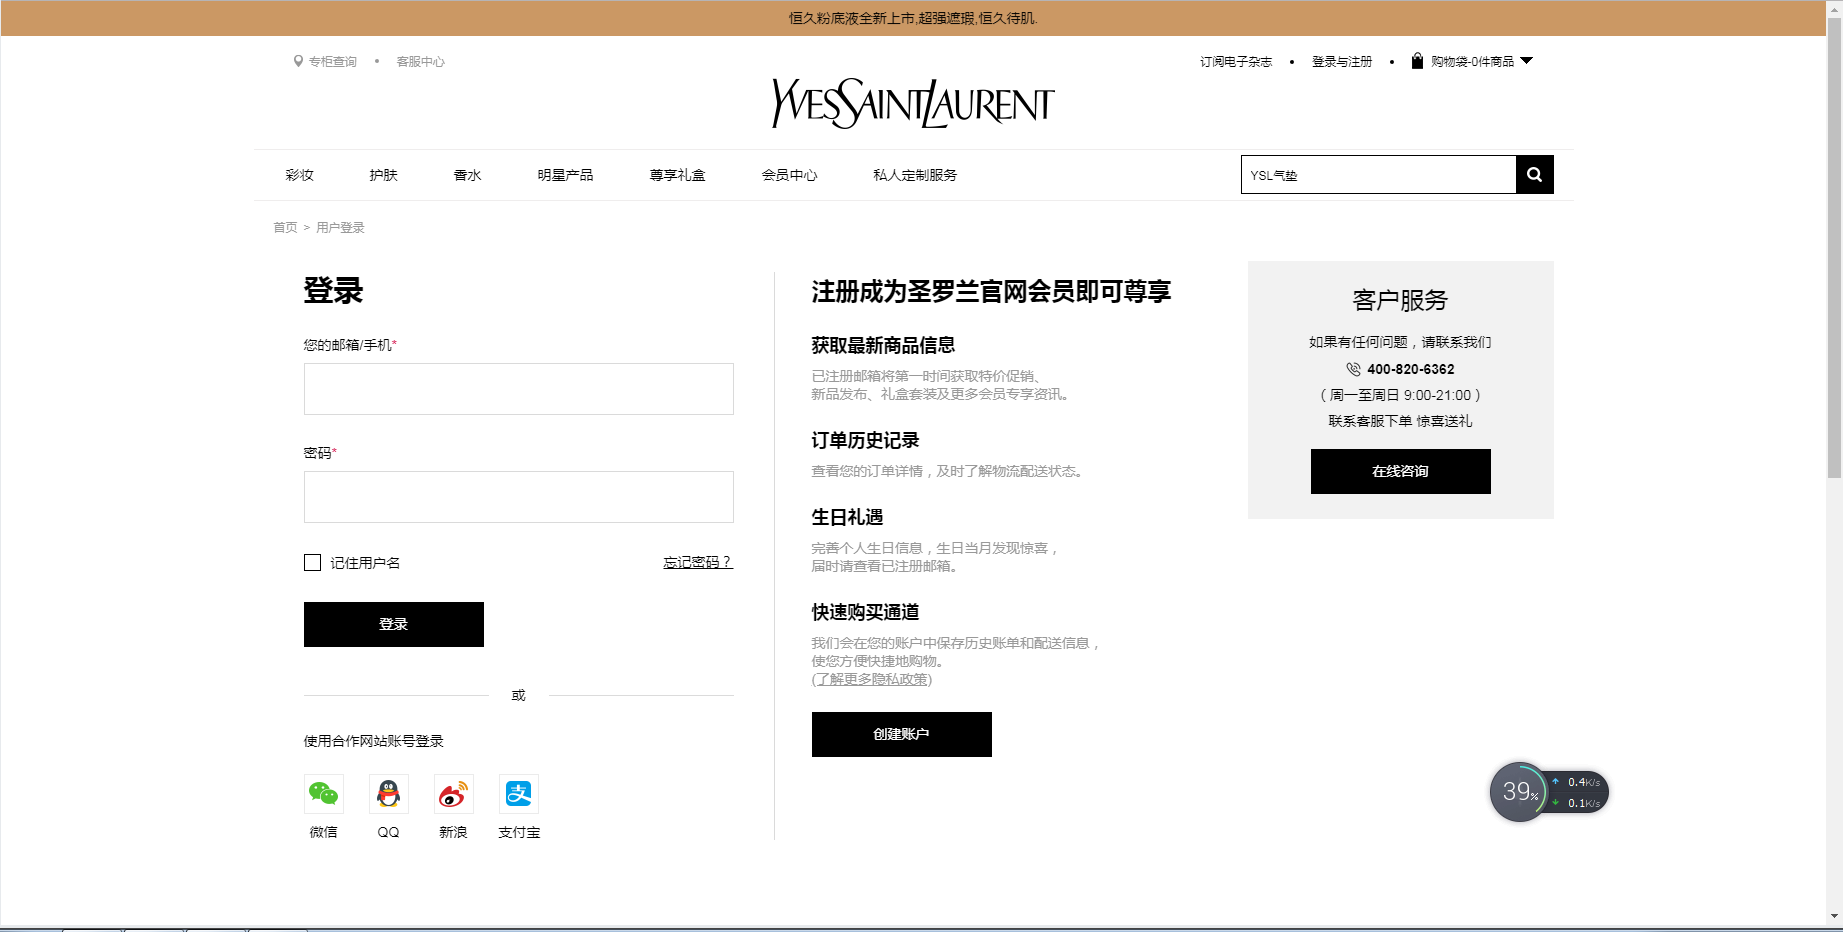 恒久粉底液全新上市,超强遮瑕,恒久待肌.
专柜查询 • 客服中心
订阅电子杂志 • 登录与注册 • 购物袋-0件商品
YVESSAINTLAURENT
彩妆 护肤 香水 明星产品 尊享礼盒 会员中心 私人定制服务
YSL气垫
首页 > 用户登录
登录
您的邮箱/手机*
密码*
记住用户名 忘记密码？
登录
或
使用合作网站账号登录
微信 QQ 新浪 支付宝
注册成为圣罗兰官网会员即可尊享
获取最新商品信息
已注册邮箱将第一时间获取特价促销、
新品发布、礼盒套装及更多会员专享资讯。
订单历史记录
查看您的订单详情，及时了解物流配送状态。
生日礼遇
完善个人生日信息，生日当月发现惊喜，
届时请查看已注册邮箱。
快速购买通道
我们会在您的账户中保存历史账单和配送信息，
使您方便快捷地购物。
(了解更多隐私政策)
创建账户
客户服务
如果有任何问题，请联系我们
400-820-6362
（周一至周日 9:00-21:00）
联系客服下单 惊喜送礼
在线咨询
39%
0.4K/s
0.1K/s